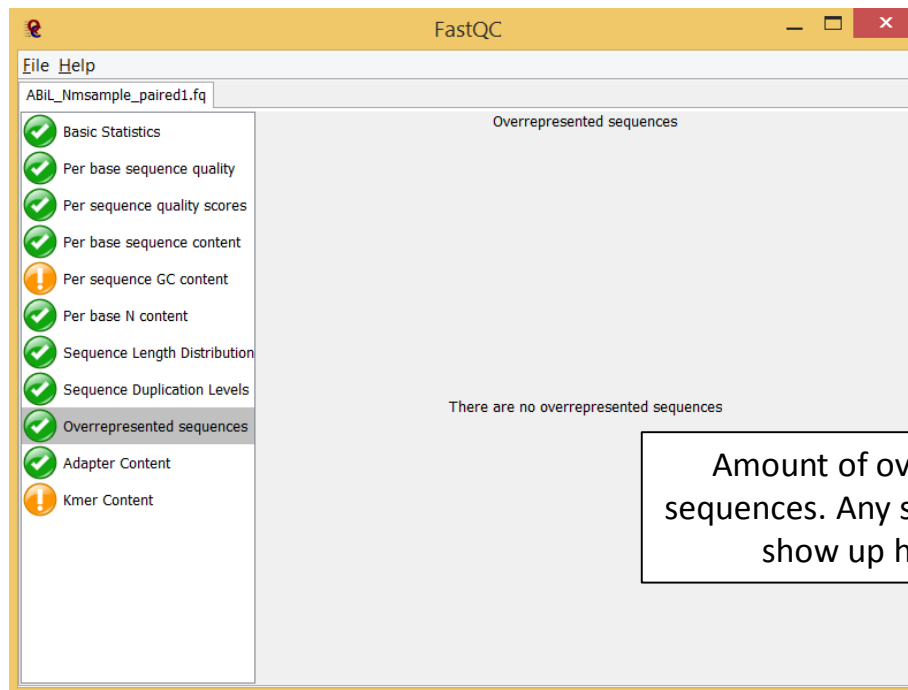 FastQC
File Help
ABiL_Nmsample_paired1.fq
Basic Statistics
Per base sequence quality
Per sequence quality scores
Per base sequence content
Per sequence GC content
Per base N content
Sequence Length Distribution
Sequence Duplication Levels
Overrepresented sequences
Adapter Content
Kmer Content
Overrepresented sequences
There are no overrepresented sequences
Amount of ov
sequences. Any s
show up h